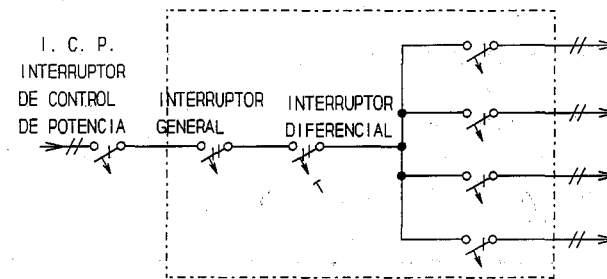 I. C. P.
INTERRUPTOR
DE CONTROL
DE POTENCIA
INTERRUPTOR
GENERAL
INTERRUPTOR
DIFERENCIAL